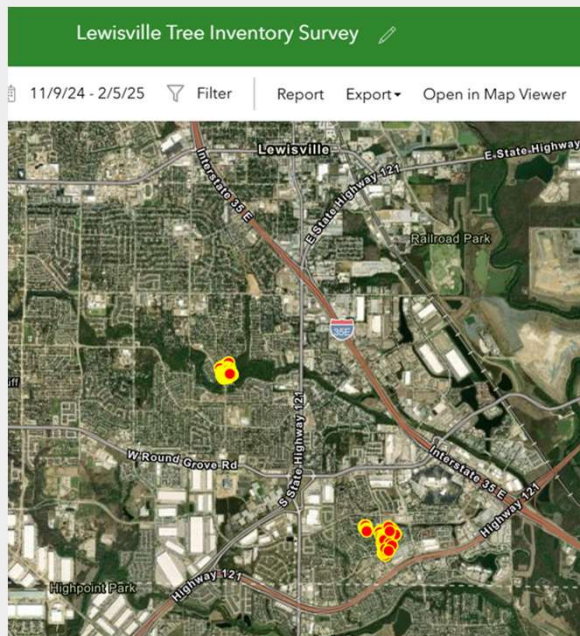 Lewisville Tree Inventory Survey
11/9/24 - 2/5/25 Filter Report Export Open in Map Viewer
Lewisville
E State Highway
Interstate 35 E
E State Highway 121
Railroad Park
35E
uff
W Round Grove Rd
S State Highway 121
Interstate 35 E
Highway 121
Highpoint Park
Highway 121